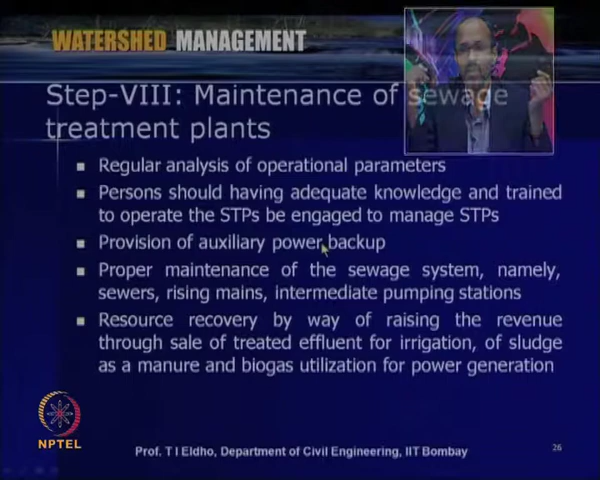 WATERSHED MANAGEMENT
Step-VIII: Maintenance of sewage
treatment plants
Regular analysis of operational parameters
Persons should having adequate knowledge and trained
to operate the STPs be engaged to manage STPs
Provision of auxiliary power backup
Proper maintenance of the sewage system, namely,
sewers, rising mains, intermediate pumping stations
Resource recovery by way of raising the revenue
through sale of treated effluent for irrigation, of sludge
as a manure and biogas utilization for power generation
NPTEL
Prof. T I Eldho, Department of Civil Engineering, IIT Bombay
26